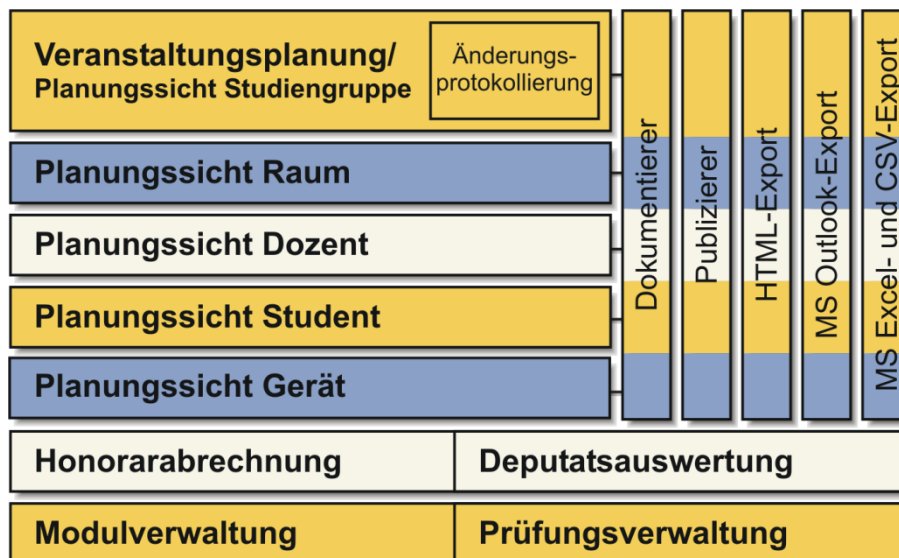 Veranstaltungsplanung/
Planungssicht Studiengruppe
Änderungs-
protokollierung
Planungssicht Raum
Planungssicht Dozent
Planungssicht Student
Planungssicht Gerät
Dokumentierer
Publizierer
HTML-Export
MS Outlook-Export
MS Excel- und CSV-Export
Honorarabrechnung
Deputatsauswertung
Modulverwaltung
Prüfungsverwaltung